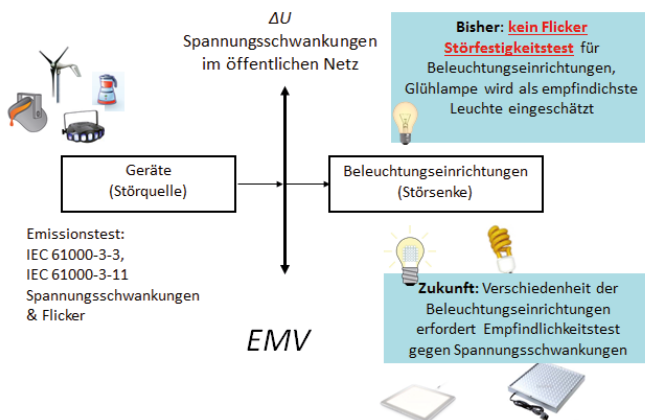 ΔU
Spannungsschwankungen
im öffentlichen Netz
Bisher: kein Flicker
Störfestigkeitstest für
Beleuchtungseinrichtungen,
Glühlampe wird als empfindichste
Leuchte eingeschätzt
Geräte
(Störquelle)
Beleuchtungseinrichtungen
(Störsenke)
Emissionstest:
IEC 61000-3-3,
IEC 61000-3-11
Spannungsschwankungen
& Flicker
EMV
Zukunft: Verschiedenheit der
Beleuchtungseinrichtungen
erfordert Empfindlichkeitstest
gegen Spannungsschwankungen